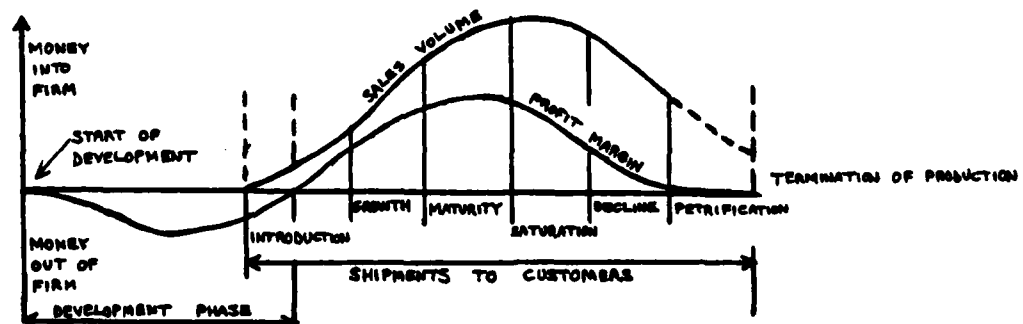 MONEY
INTO
FIRM
SALES VOLUME
PROFIT MARGIN
START OF
DEVELOPMENT
TERMINATION OF PRODUCTION
GROWTH
MATURITY
DECLINE
PETRIFICATION
INTRODUCTION
SATURATION
MONEY
OUT OF
FIRM
SHIPMENTS TO CUSTOMERS
DEVELOPMENT PHASE